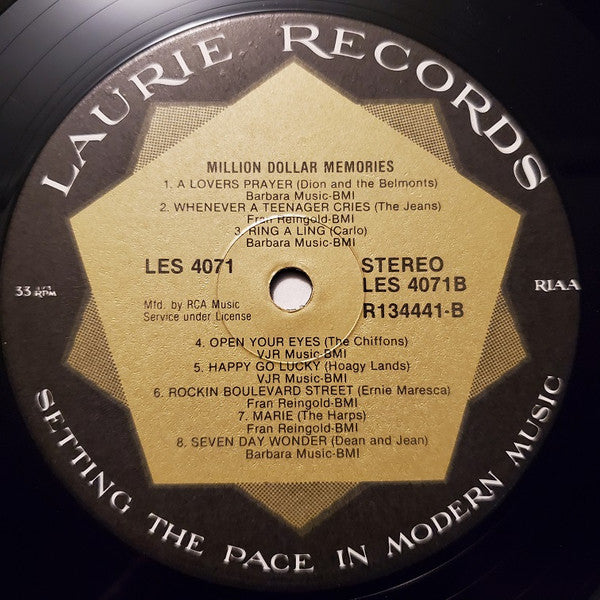 LAURIE RECORDS
MILLION DOLLAR MEMORIES
1. A LOVERS PRAYER (Dion and the Belmonts)
Barbara Music-BMI
2. WHENEVER A TEENAGER CRIES (The Jeans)
Fran Reingold-BMI
3. RING A LING (Carlo)
Barbara Music-BMI
LES 4071
STEREO
LES 4071B
33 1/3 RPM
RIAA
Mfd. by RCA Music
Service under License
R134441-B
4. OPEN YOUR EYES (The Chiffons)
VJR Music-BMI
5. HAPPY GO LUCKY (Hoagy Lands)
VJR Music-BMI
6. ROCKIN BOULEVARD STREET (Ernie Maresca)
Fran Reingold-BMI
7. MARIE (The Harps)
Fran Reingold-BMI
8. SEVEN DAY WONDER (Dean and Jean)
Barbara Music-BMI
SETTING THE PACE IN MODERN MUSIC